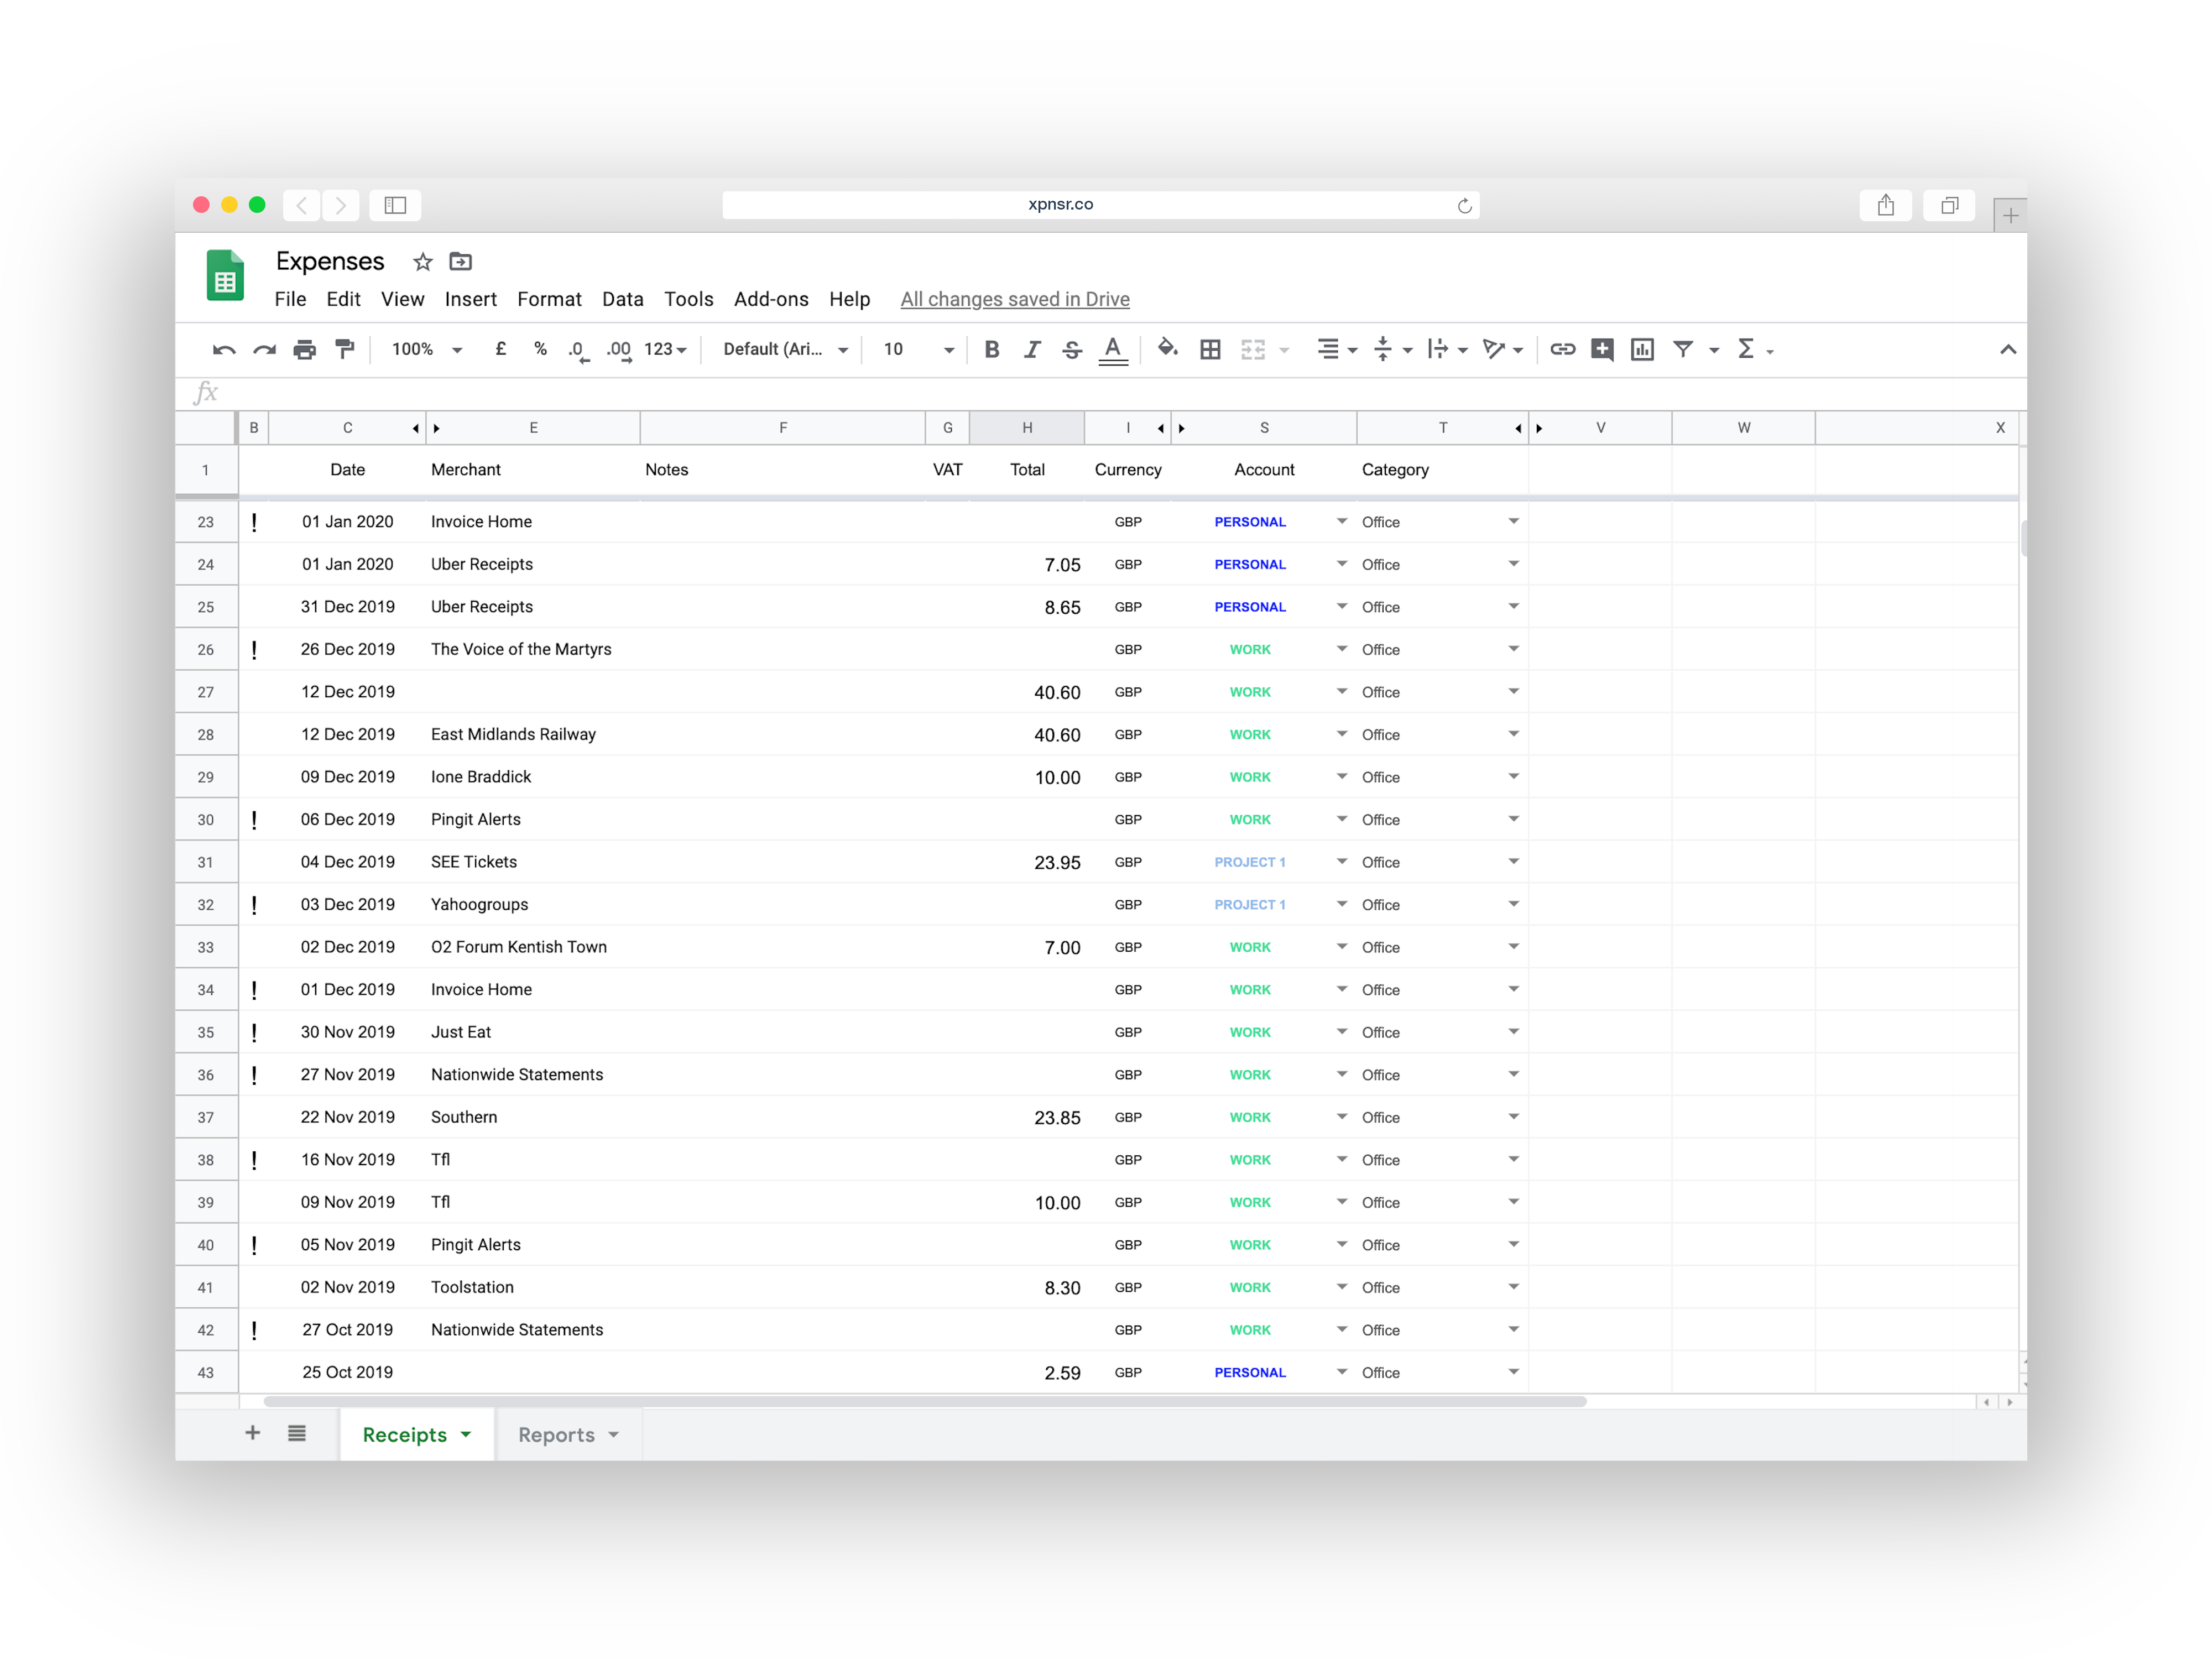 xpnsr.co
Expenses
File Edit View Insert Format Data Tools Add-ons Help All changes saved in Drive
100% £ % .0 .00 123 Default (Ari... 10 B I S A Σ
fx
B C E F G H I S T V W X
1 Date Merchant Notes VAT Total Currency Account Category
23 ! 01 Jan 2020 Invoice Home GBP PERSONAL Office
24 01 Jan 2020 Uber Receipts 7.05 GBP PERSONAL Office
25 31 Dec 2019 Uber Receipts 8.65 GBP PERSONAL Office
26 ! 26 Dec 2019 The Voice of the Martyrs GBP WORK Office
27 12 Dec 2019 40.60 GBP WORK Office
28 12 Dec 2019 East Midlands Railway 40.60 GBP WORK Office
29 09 Dec 2019 Ione Braddick 10.00 GBP WORK Office
30 ! 06 Dec 2019 Pingit Alerts GBP WORK Office
31 04 Dec 2019 SEE Tickets 23.95 GBP PROJECT 1 Office
32 ! 03 Dec 2019 Yahoogroups GBP PROJECT 1 Office
33 02 Dec 2019 O2 Forum Kentish Town 7.00 GBP WORK Office
34 ! 01 Dec 2019 Invoice Home GBP WORK Office
35 ! 30 Nov 2019 Just Eat GBP WORK Office
36 ! 27 Nov 2019 Nationwide Statements GBP WORK Office
37 22 Nov 2019 Southern 23.85 GBP WORK Office
38 ! 16 Nov 2019 Tfl GBP WORK Office
39 09 Nov 2019 Tfl 10.00 GBP WORK Office
40 ! 05 Nov 2019 Pingit Alerts GBP WORK Office
41 02 Nov 2019 Toolstation 8.30 GBP WORK Office
42 ! 27 Oct 2019 Nationwide Statements GBP WORK Office
43 25 Oct 2019 2.59 GBP PERSONAL Office
Receipts Reports